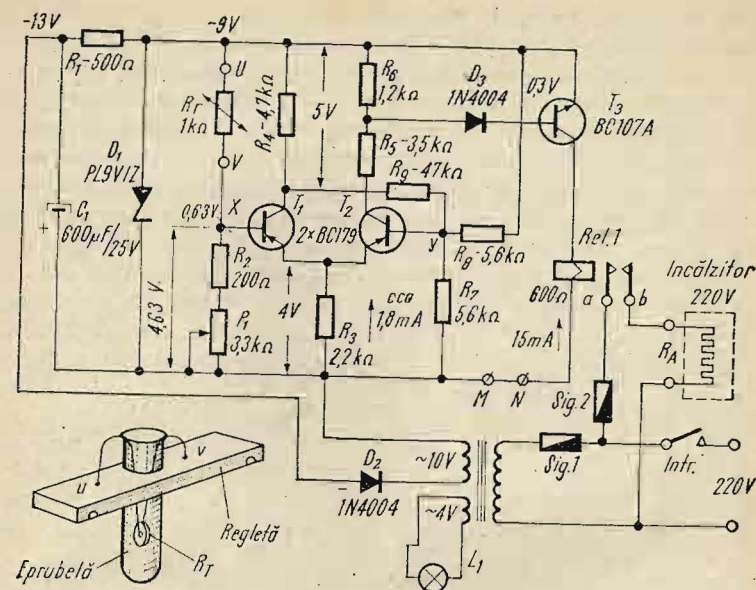 -13V
~9V
R1-500Ω
D1
PL9V1Z
C1
+
600µF/
25V
U
RT
1kΩ
V
R4-4,7kΩ
5V
R6
1,2kΩ
D3
1N4004
0,3V
T3
BC107A
R5-3,5kΩ
R9-47kΩ
0,63V
X
T1
T2
2×BC179
y
R8-5,6kΩ
Rel.1
600Ω
15mA
a
b
Incălzitor
220V
RA
4,63 V
R2
200Ω
P1
3,3kΩ
4V
R3
2,2kΩ
cca
1,8mA
R7
5,6kΩ
M
N
Sig.2
Sig.1
Intr.
220V
~10V
D2
1N4004
~4V
L1
u
v
Regletă
RT
Eprubetă